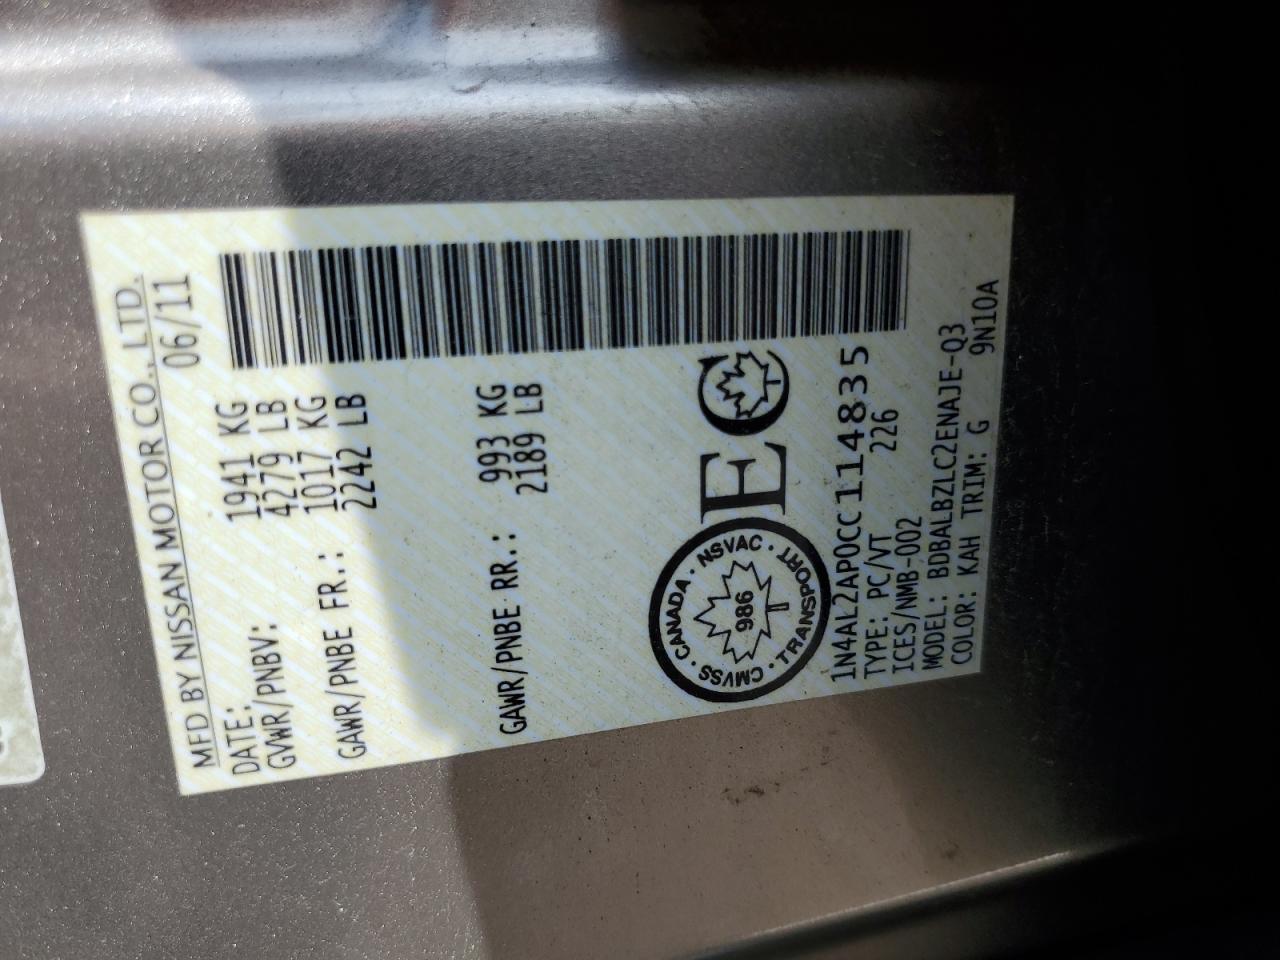 MFD BY NISSAN MOTOR CO., LTD.
DATE: 06/11
GVWR/PNBV: 1941 KG
4279 LB
GAWR/PNBE FR.: 1017 KG
2242 LB
GAWR/PNBE RR.: 993 KG
2189 LB
CANADA · NSVAC · TRANSPORT · CMVSS ·
986
EC
1N4AL2AP0CC114835
TYPE: PC/VT 226
ICES/NMB-002
MODEL: BDBALBZLC2ENAJE-Q3
COLOR: KAH TRIM: G 9N10A